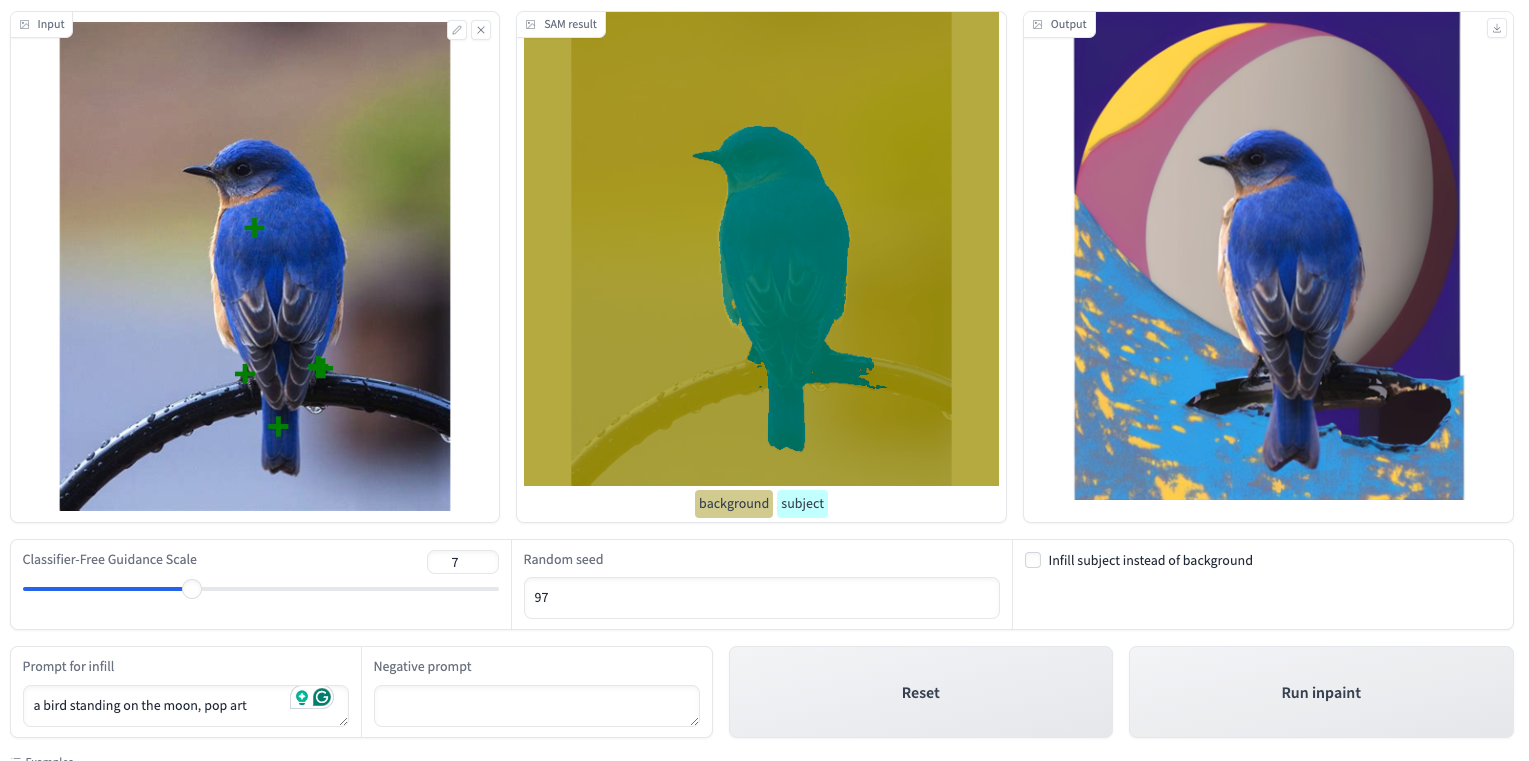 Input
SAM result
Output
background
subject
Classifier-Free Guidance Scale
7
Random seed
97
Infill subject instead of background
Prompt for infill
a bird standing on the moon, pop art
Negative prompt
Reset
Run inpaint
Examples